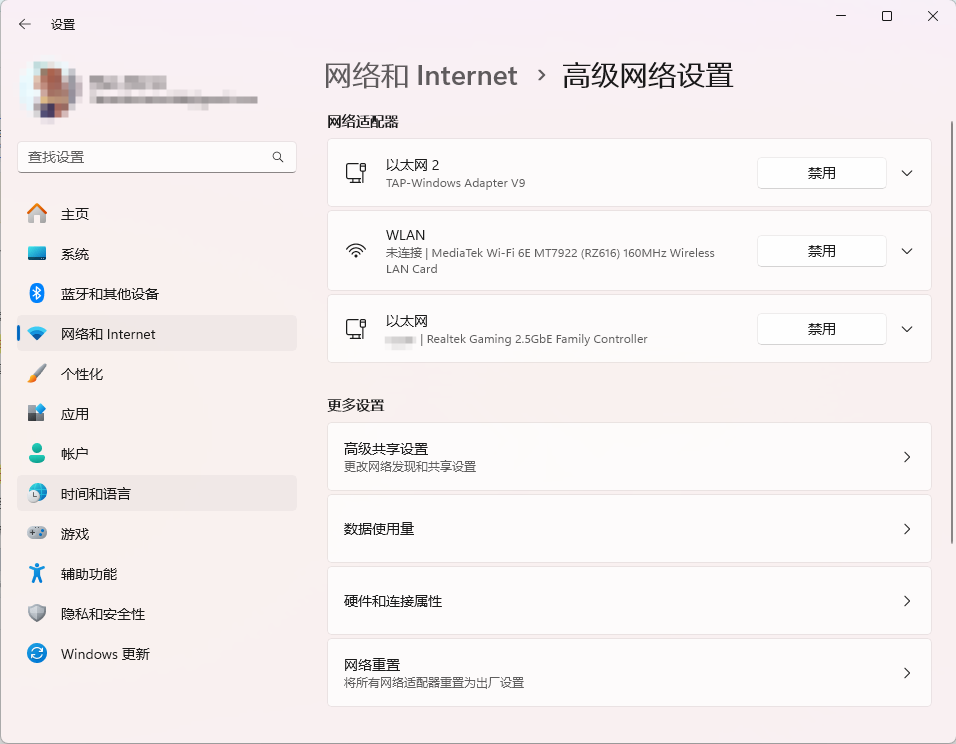 设置
查找设置
主页
系统
蓝牙和其他设备
网络和 Internet
个性化
应用
帐户
时间和语言
游戏
辅助功能
隐私和安全性
Windows 更新
网络和 Internet › 高级网络设置
网络适配器
以太网 2
TAP-Windows Adapter V9
禁用
WLAN
未连接 | MediaTek Wi-Fi 6E MT7922 (RZ616) 160MHz Wireless
LAN Card
禁用
以太网
| Realtek Gaming 2.5GbE Family Controller
禁用
更多设置
高级共享设置
更改网络发现和共享设置
数据使用量
硬件和连接属性
网络重置
将所有网络适配器重置为出厂设置